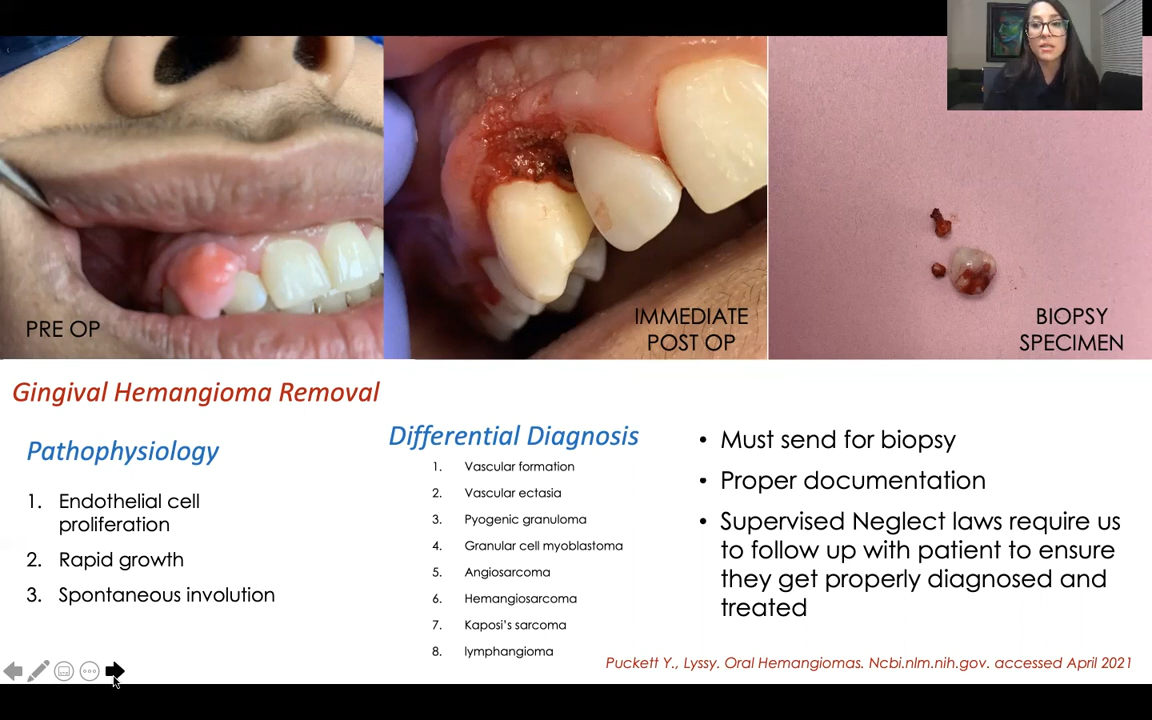 PRE OP
IMMEDIATE
POST OP
BIOPSY
SPECIMEN
Gingival Hemangioma Removal
Pathophysiology
1. Endothelial cell
proliferation
2. Rapid growth
3. Spontaneous involution
Differential Diagnosis
1. Vascular formation
2. Vascular ectasia
3. Pyogenic granuloma
4. Granular cell myoblastoma
5. Angiosarcoma
6. Hemangiosarcoma
7. Kaposi's sarcoma
8. lymphangioma
• Must send for biopsy
• Proper documentation
• Supervised Neglect laws require us
to follow up with patient to ensure
they get properly diagnosed and
treated
Puckett Y., Lyssy. Oral Hemangiomas. Ncbi.nlm.nih.gov. accessed April 2021